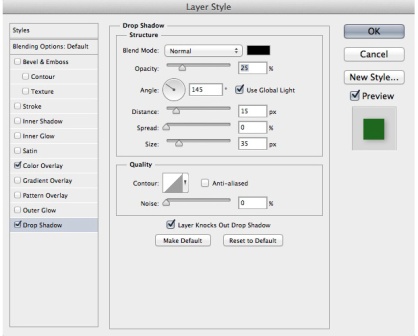 Layer Style
Styles
Blending Options: Default
Bevel & Emboss
Contour
Texture
Stroke
Inner Shadow
Inner Glow
Satin
Color Overlay
Gradient Overlay
Pattern Overlay
Outer Glow
Drop Shadow
Drop Shadow
Structure
Blend Mode: Normal
Opacity: 25 %
Angle: 145 ° Use Global Light
Distance: 15 px
Spread: 0 %
Size: 35 px
Quality
Contour: Anti-aliased
Noise: 0 %
Layer Knocks Out Drop Shadow
Make Default Reset to Default
OK
Cancel
New Style...
Preview